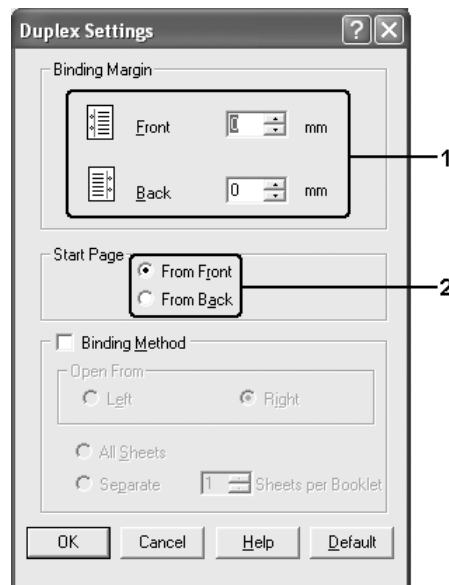 Duplex Settings
Binding Margin
Front 0 mm
1
Back 0 mm
Start Page
From Front
2
From Back
Binding Method
Open From
Left Right
All Sheets
Separate 1 Sheets per Booklet
OK Cancel Help Default